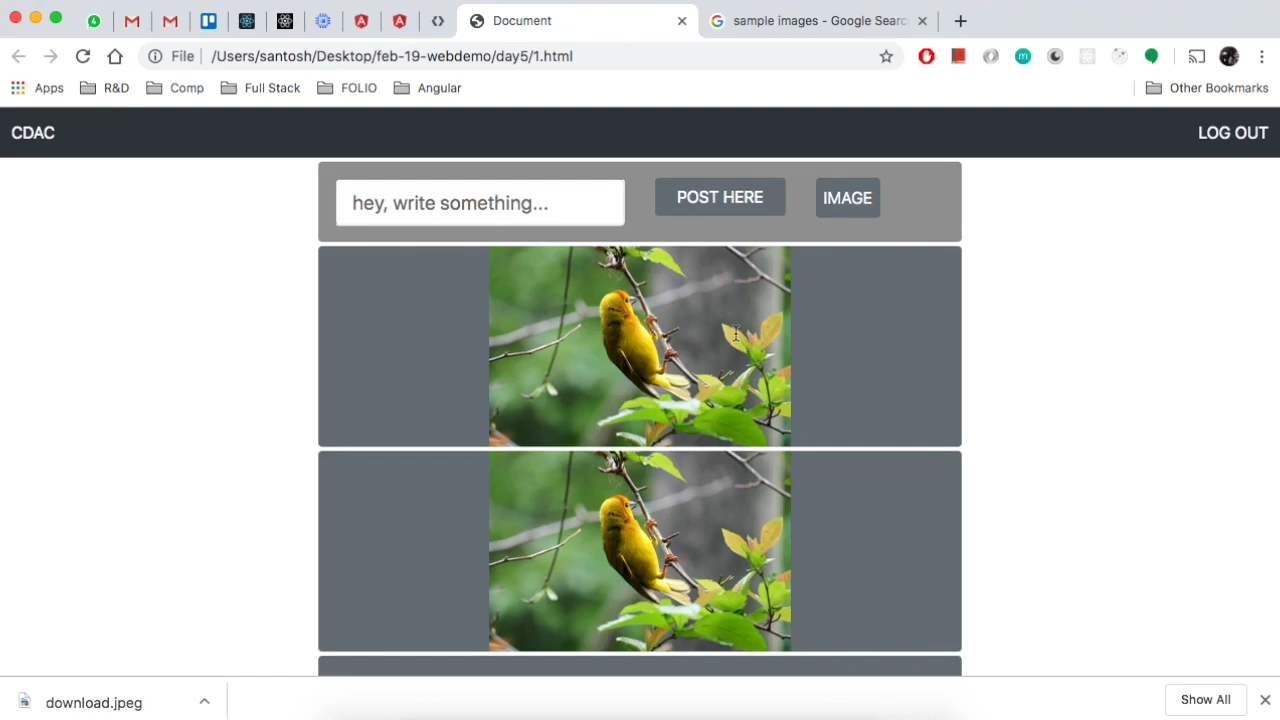 Document
sample images - Google Searc
File
/Users/santosh/Desktop/feb-19-webdemo/day5/1.html
Apps
R&D
Comp
Full Stack
FOLIO
Angular
Other Bookmarks
CDAC
LOG OUT
hey, write something...
POST HERE
IMAGE
download.jpeg
Show All